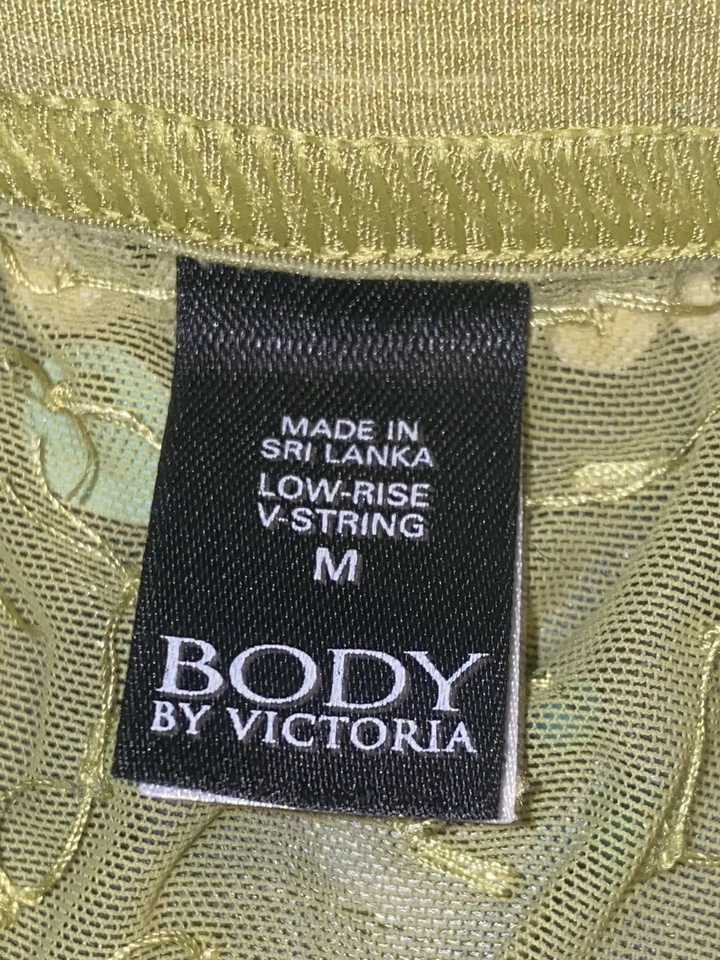 MADE IN
SRI LANKA
LOW-RISE
V-STRING
M
BODY
BY VICTORIA